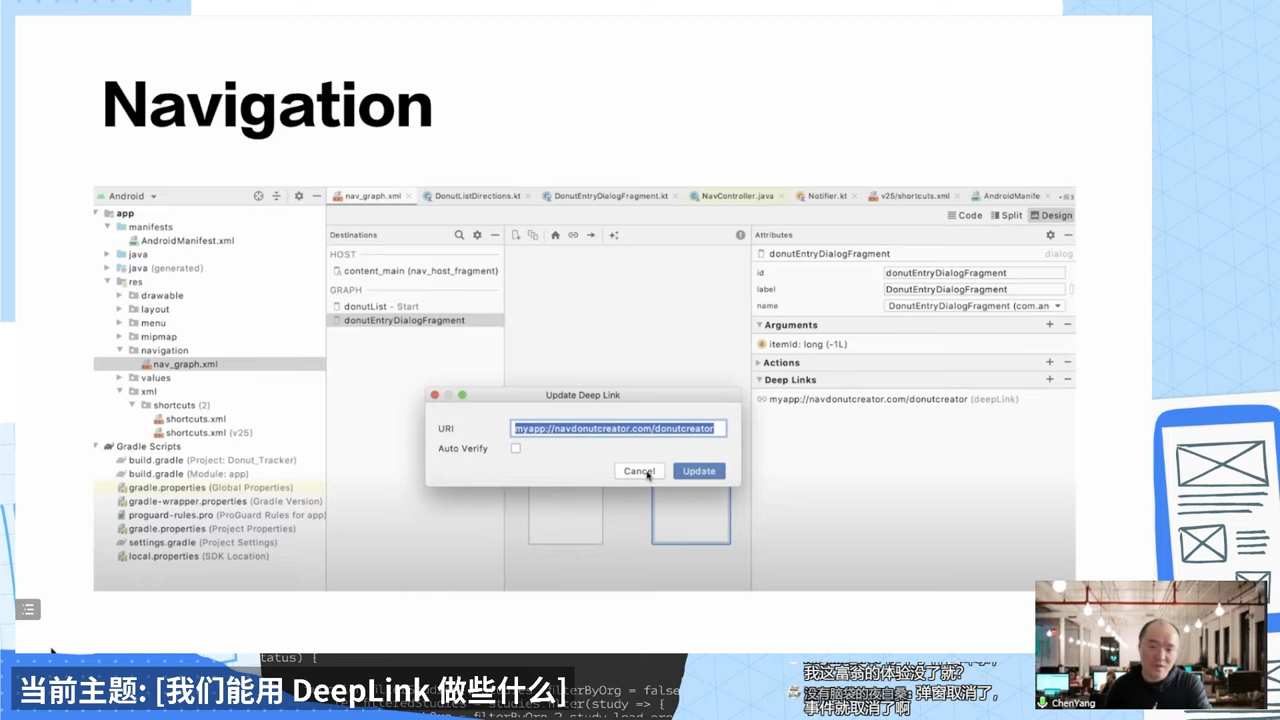 Navigation
Android
app
manifests
AndroidManifest.xml
java
java (generated)
res
drawable
layout
menu
mipmap
navigation
nav_graph.xml
values
xml
shortcuts (2)
shortcuts.xml
shortcuts.xml (v25)
Gradle Scripts
build.gradle (Project: Donut_Tracker)
build.gradle (Module: app)
gradle.properties (Global Properties)
gradle-wrapper.properties (Gradle Version)
proguard-rules.pro (ProGuard Rules for app)
gradle.properties (Project Properties)
settings.gradle (Project Settings)
local.properties (SDK Location)
nav_graph.xml
DonutListDirections.kt
DonutEntryDialogFragment.kt
NavController.java
Notifier.kt
v25/shortcuts.xml
AndroidManife
Code
Split
Design
Destinations
HOST
content_main (nav_host_fragment)
GRAPH
donutList - Start
donutEntryDialogFragment
Attributes
donutEntryDialogFragment dialog
id donutEntryDialogFragment
label DonutEntryDialogFragment
name DonutEntryDialogFragment (com.an
Arguments
itemId: long (-1L)
Actions
Deep Links
myapp://navdonutcreator.com/donutcreator (deepLink)
Update Deep Link
URI myapp://navdonutcreator.com/donutcreator
Auto Verify
Cancel
Update
tatus) {
当前主题: [我们能用 DeepLink 做些什么]
我这富翁的体验没了就?
没有脑袋的夜自秦: 弹窗取消了,
事件就取消了啊
ChenYang